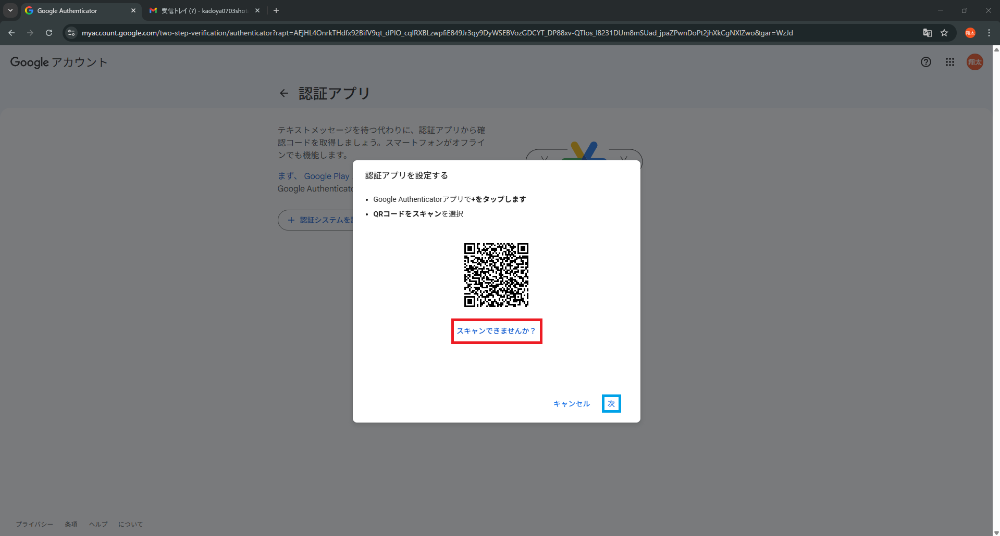 Google Authenticator
受信トレイ (7) - kadoya0703shot
myaccount.google.com/two-step-verification/authenticator?rapt=AEjHL4OnrkTHdfx92BifV9qt_dPIO_cqIRXBLzwpfiE849Jr3qy9DyWSEBVozGDCYT_DP88xv-QTIos_I8231DUm8mSUad_jpaZPwnDoPt2jhXkCgNXlZwo&gar=WzJd
翔太
Google アカウント
翔太
認証アプリ
テキストメッセージを待つ代わりに、認証アプリから確
認コードを取得しましょう。スマートフォンがオフライ
ンでも機能します。
まず、 Google Play
Google Authenticato
認証システムを
認証アプリを設定する
• Google Authenticatorアプリで+をタップします
• QRコードをスキャンを選択
スキャンできませんか？
キャンセル 次
プライバシー 条項 ヘルプ について